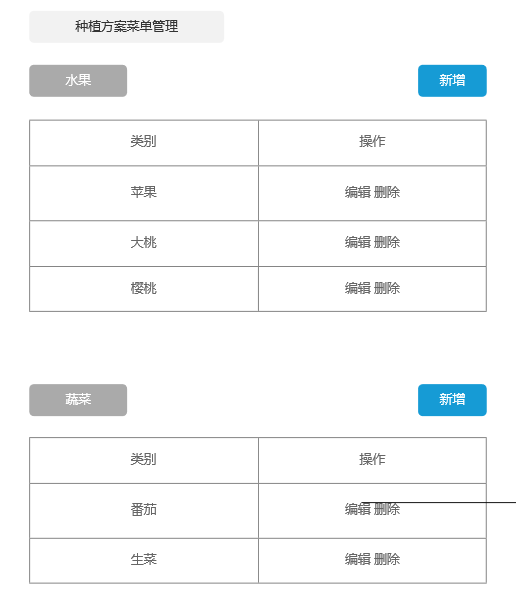 种植方案菜单管理
水果 新增
类别 操作
苹果 编辑 删除
大桃 编辑 删除
樱桃 编辑 删除
蔬菜 新增
类别 操作
番茄 编辑 删除
生菜 编辑 删除